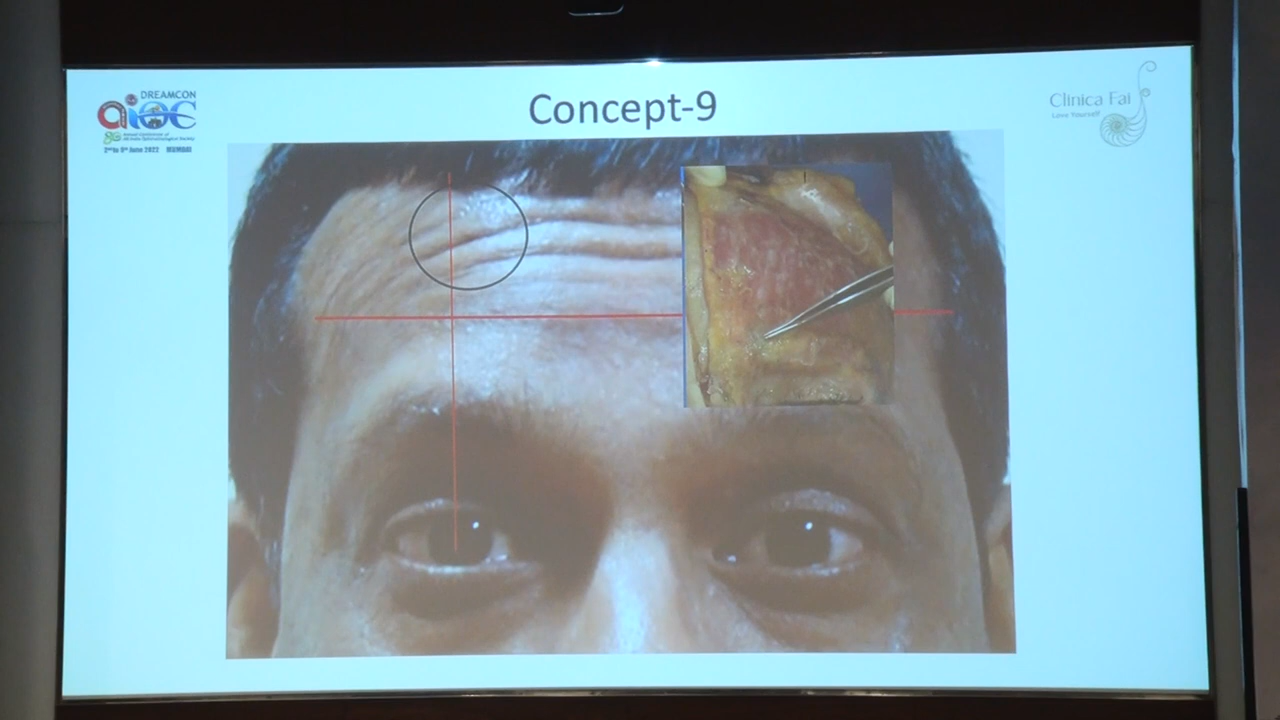 DREAMCON
aioc
2nd to 5th June 2022 MUMBAI
Concept-9
Clinica Fai
Love Yourself